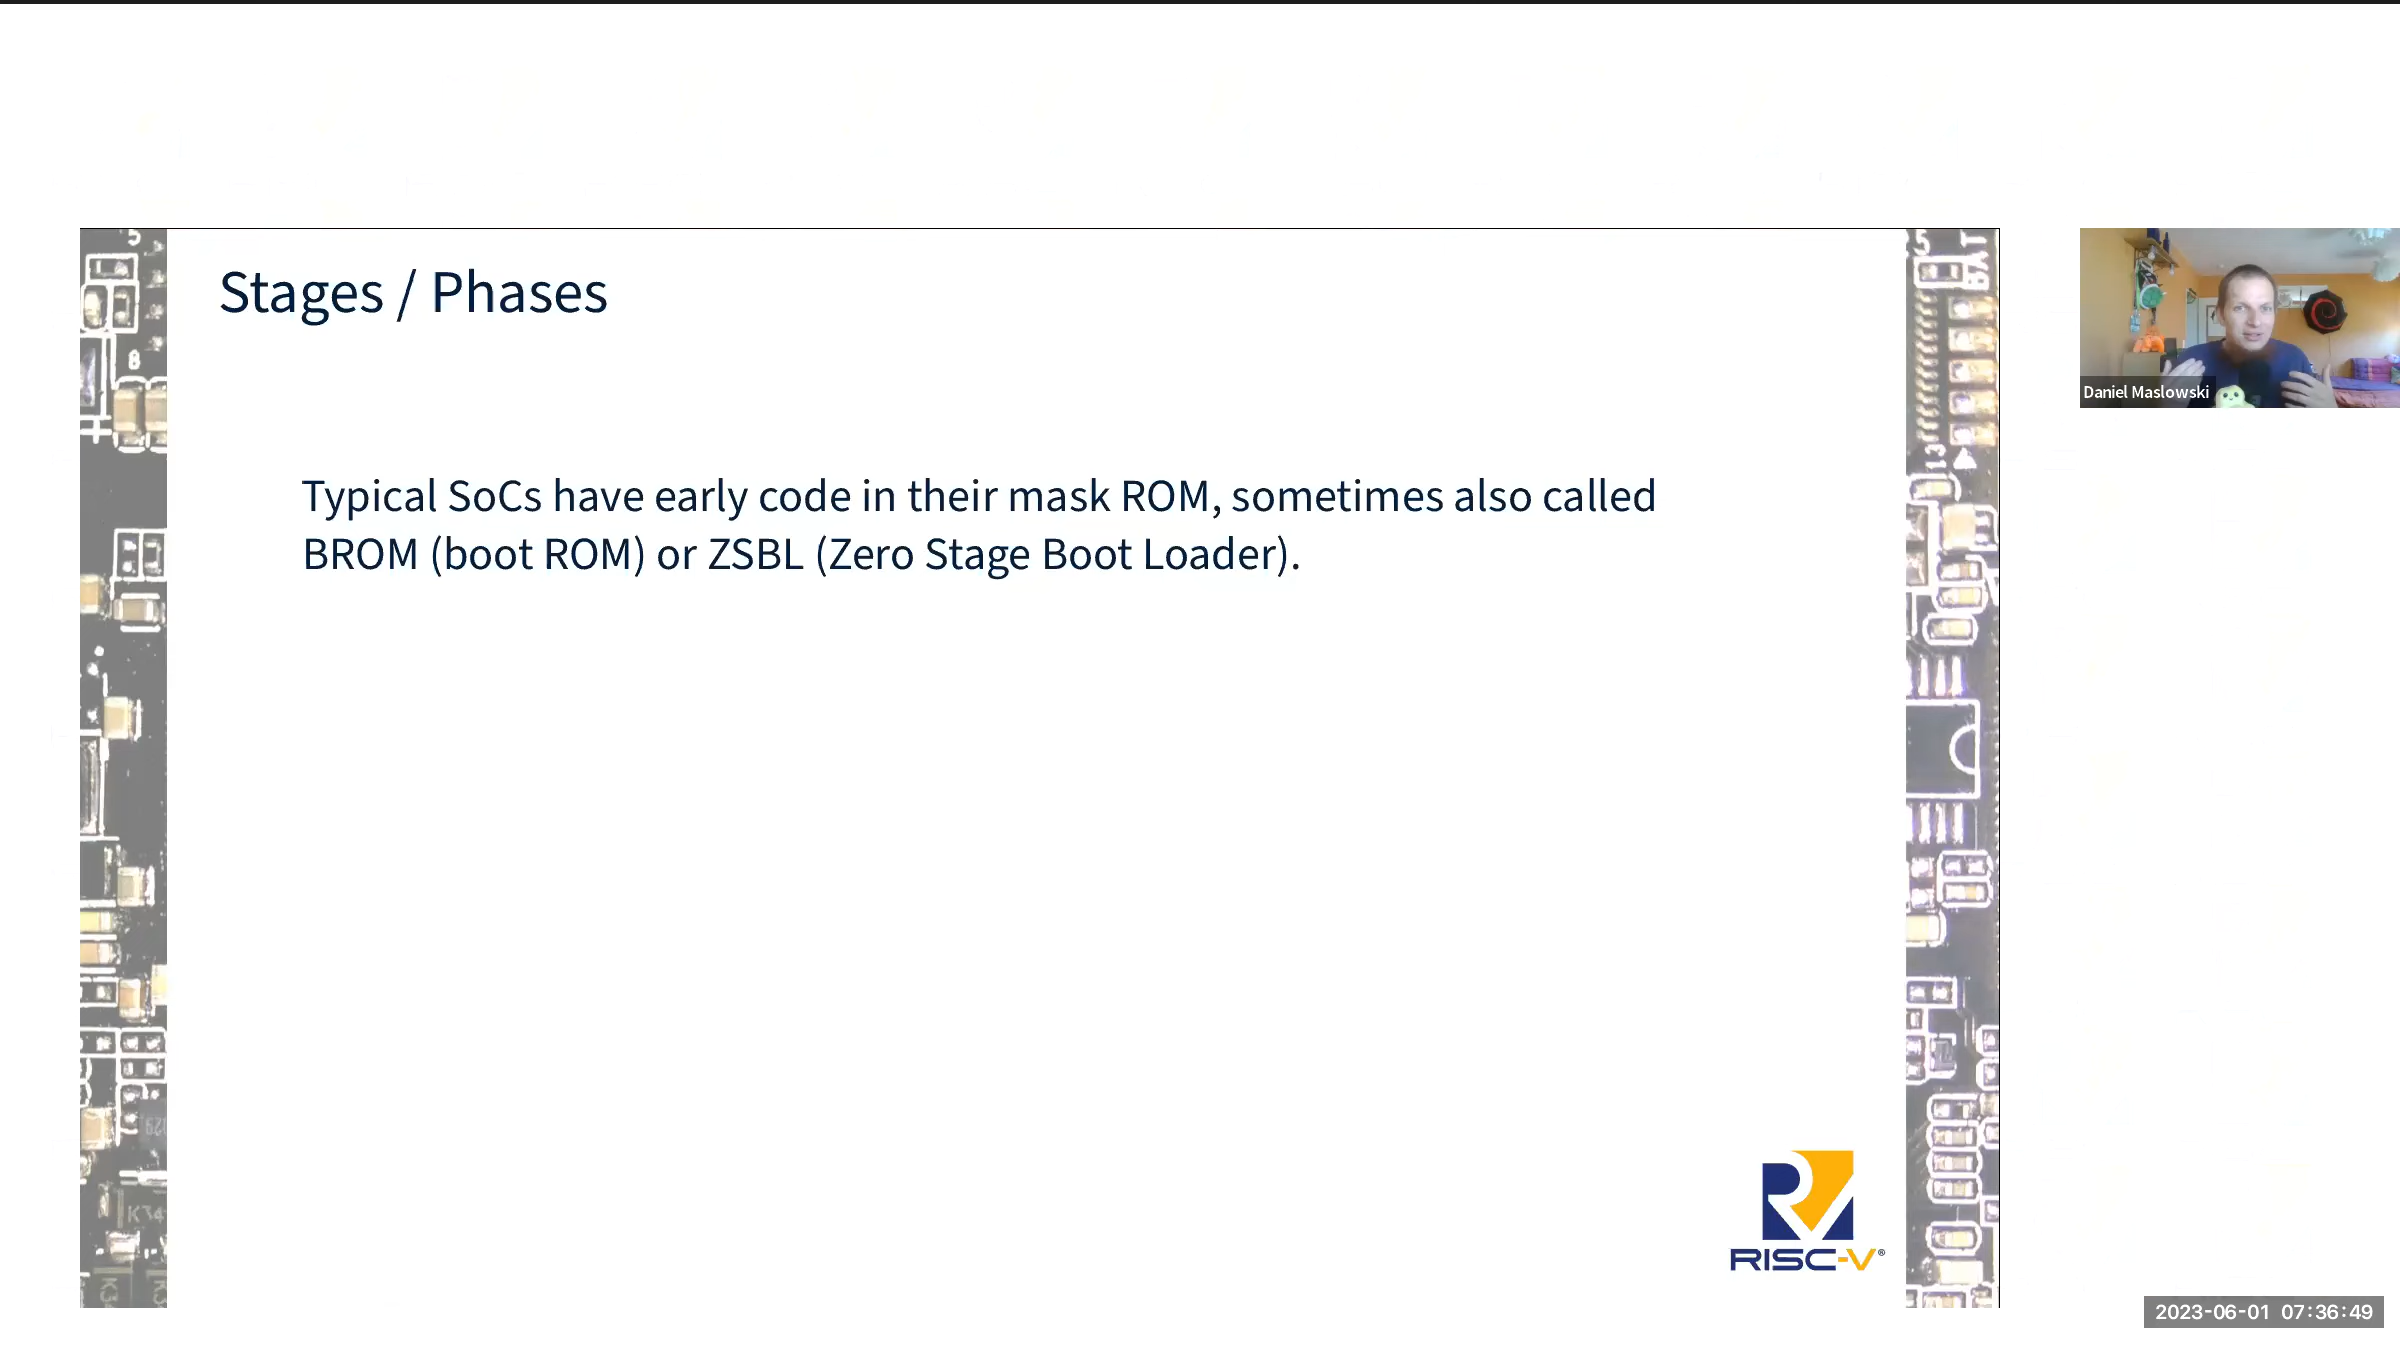 Stages / Phases
Typical SoCs have early code in their mask ROM, sometimes also called
BROM (boot ROM) or ZSBL (Zero Stage Boot Loader).
RISC-V®
Daniel Maslowski
2023-06-01 07:36:49